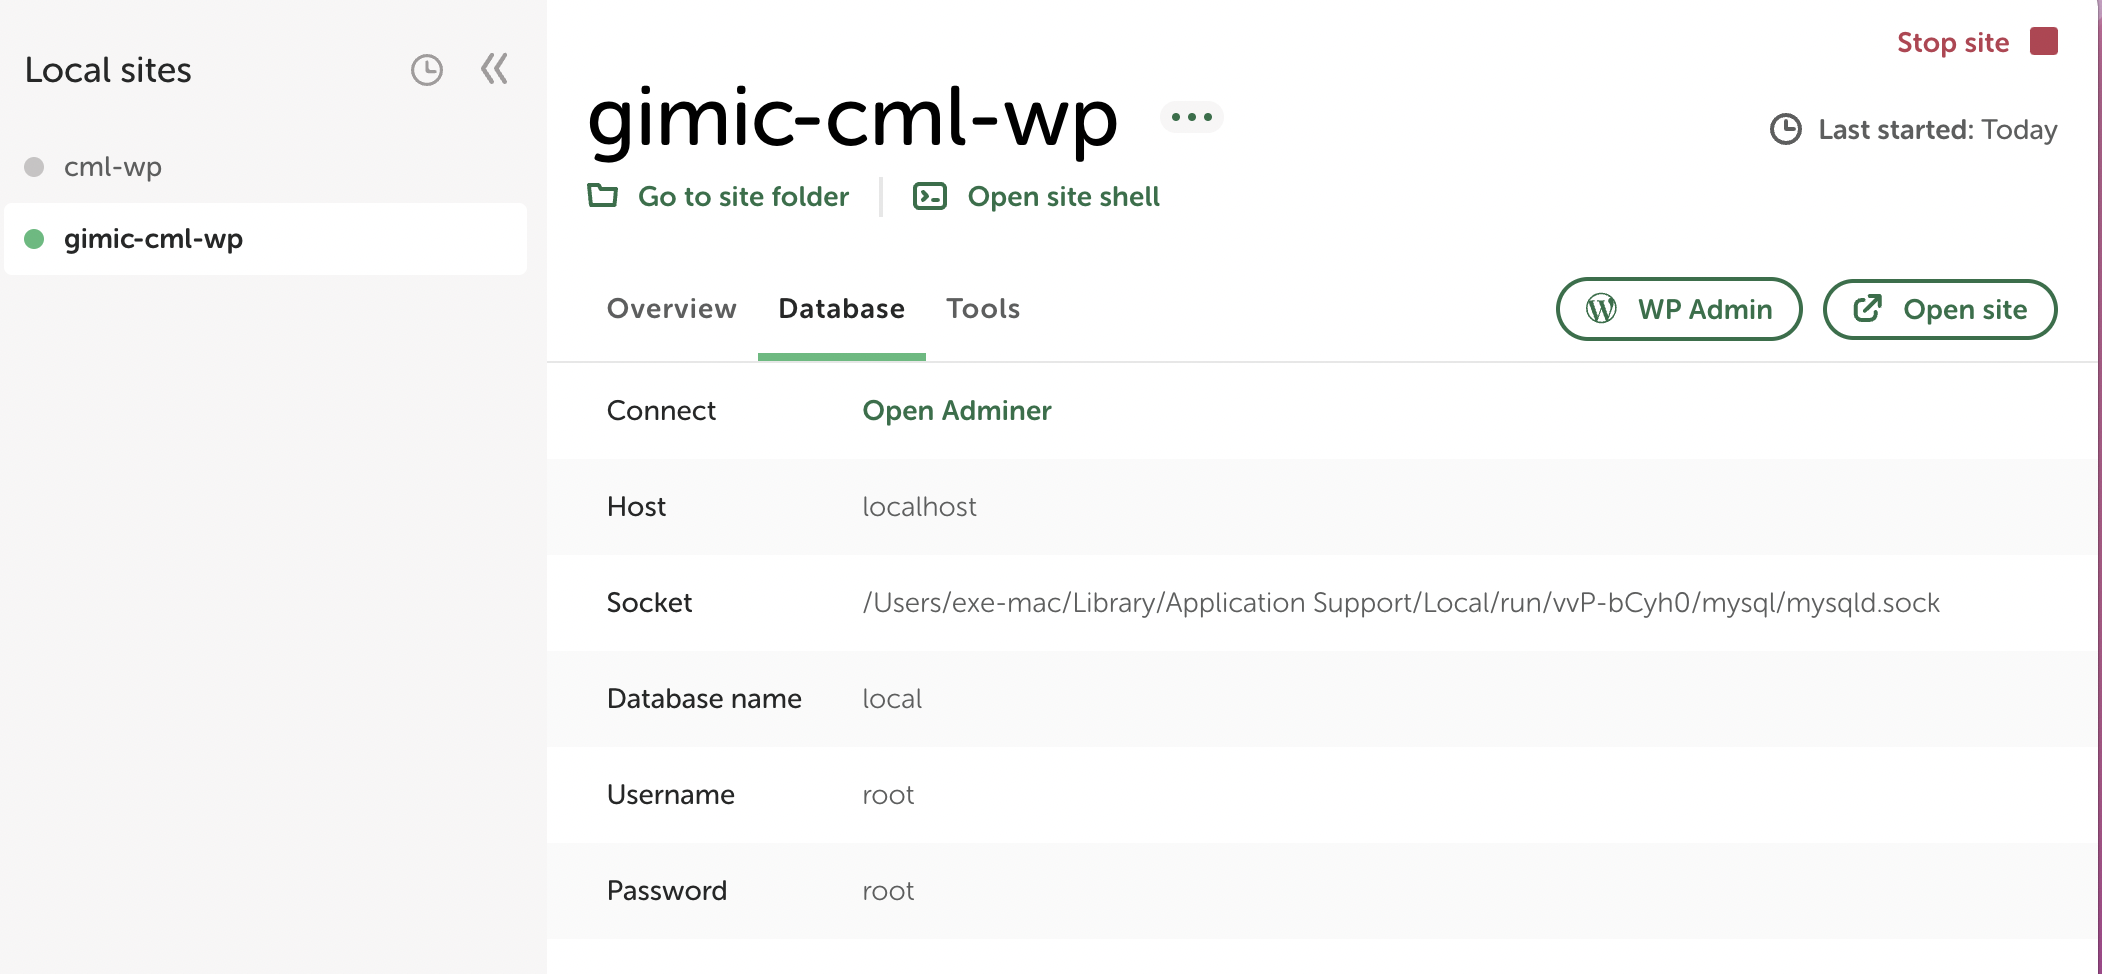 Local sites
cml-wp
gimic-cml-wp
Stop site
gimic-cml-wp
Last started: Today
Go to site folder
Open site shell
Overview Database Tools
WP Admin
Open site
Connect Open Adminer
Host localhost
Socket /Users/exe-mac/Library/Application Support/Local/run/vvP-bCyh0/mysql/mysqld.sock
Database name local
Username root
Password root